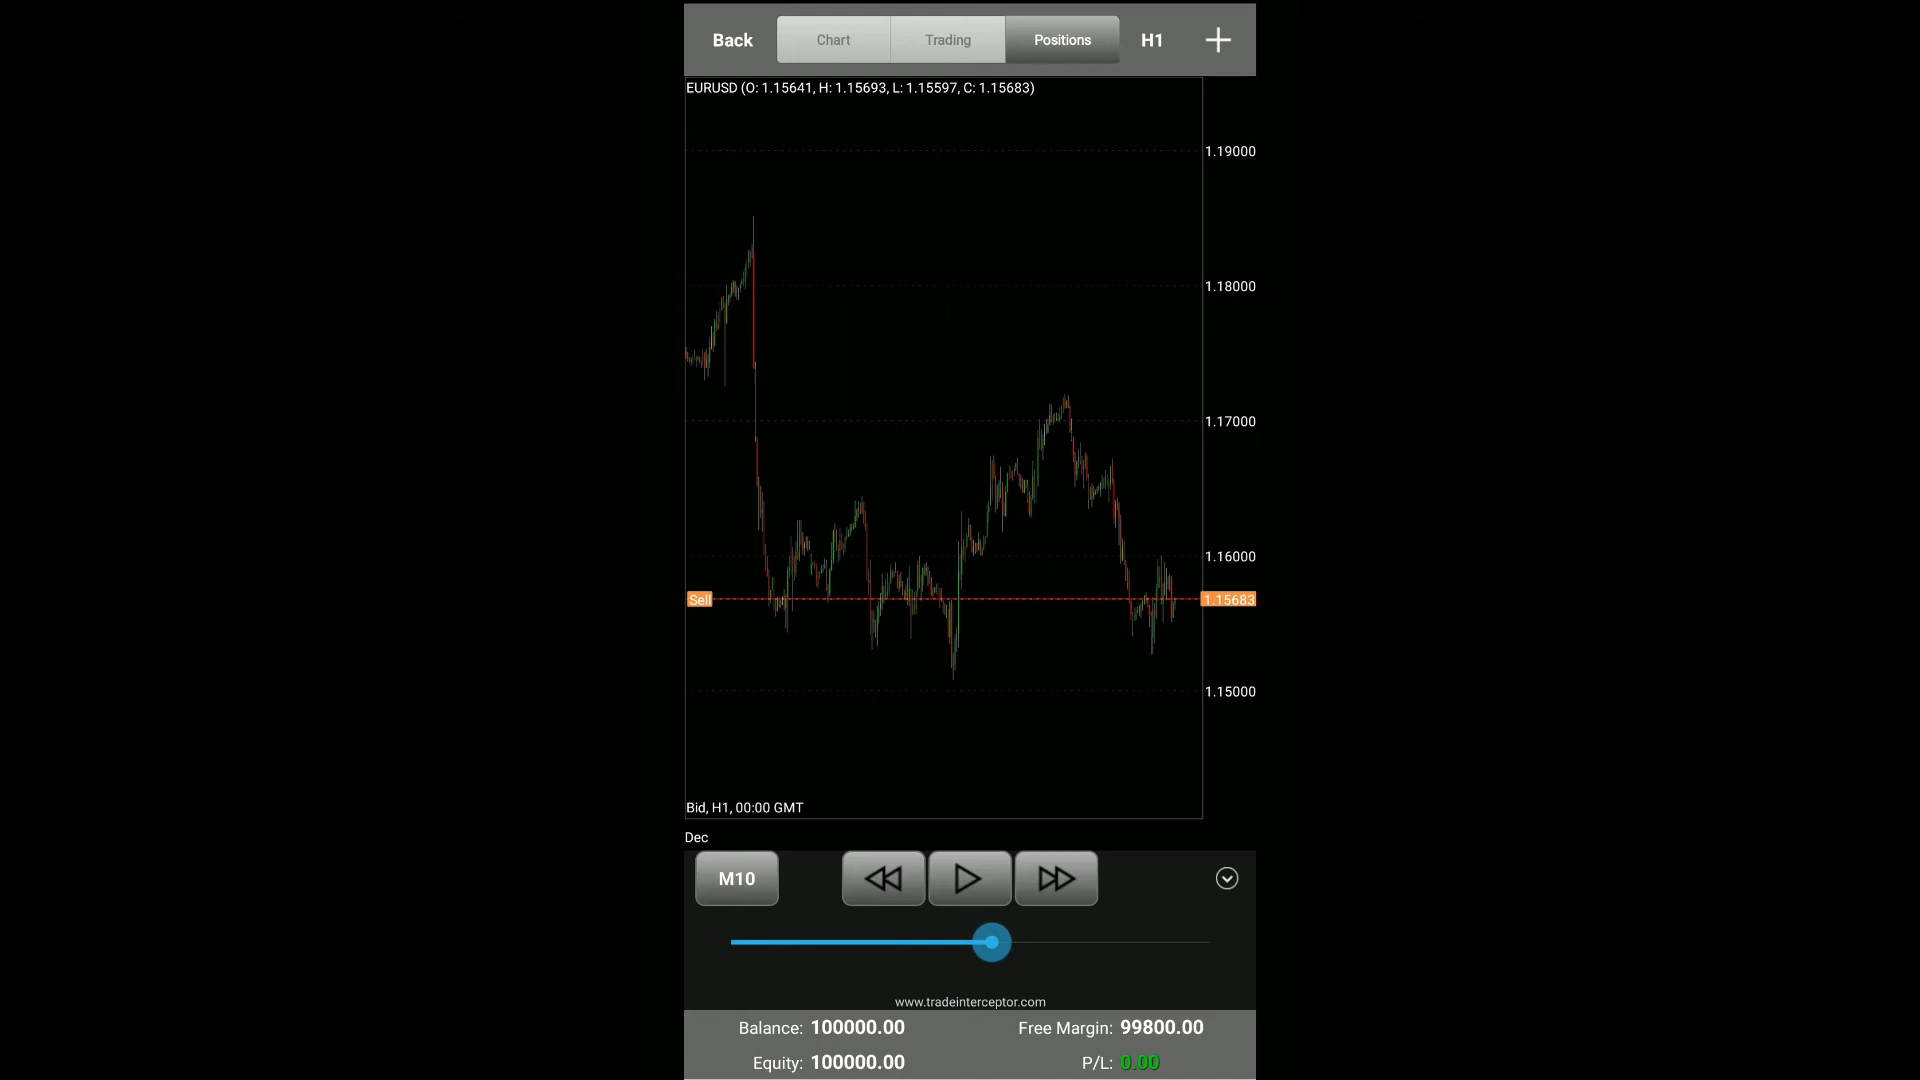 Back Chart Trading Positions H1
EURUSD (O: 1.15641, H: 1.15693, L: 1.15597, C: 1.15683)
1.19000
1.18000
1.17000
1.16000
Sell 1.15683
1.15000
Bid, H1, 00:00 GMT
Dec
M10
www.tradeinterceptor.com
Balance: 100000.00 Free Margin: 99800.00
Equity: 100000.00 P/L: 0.00